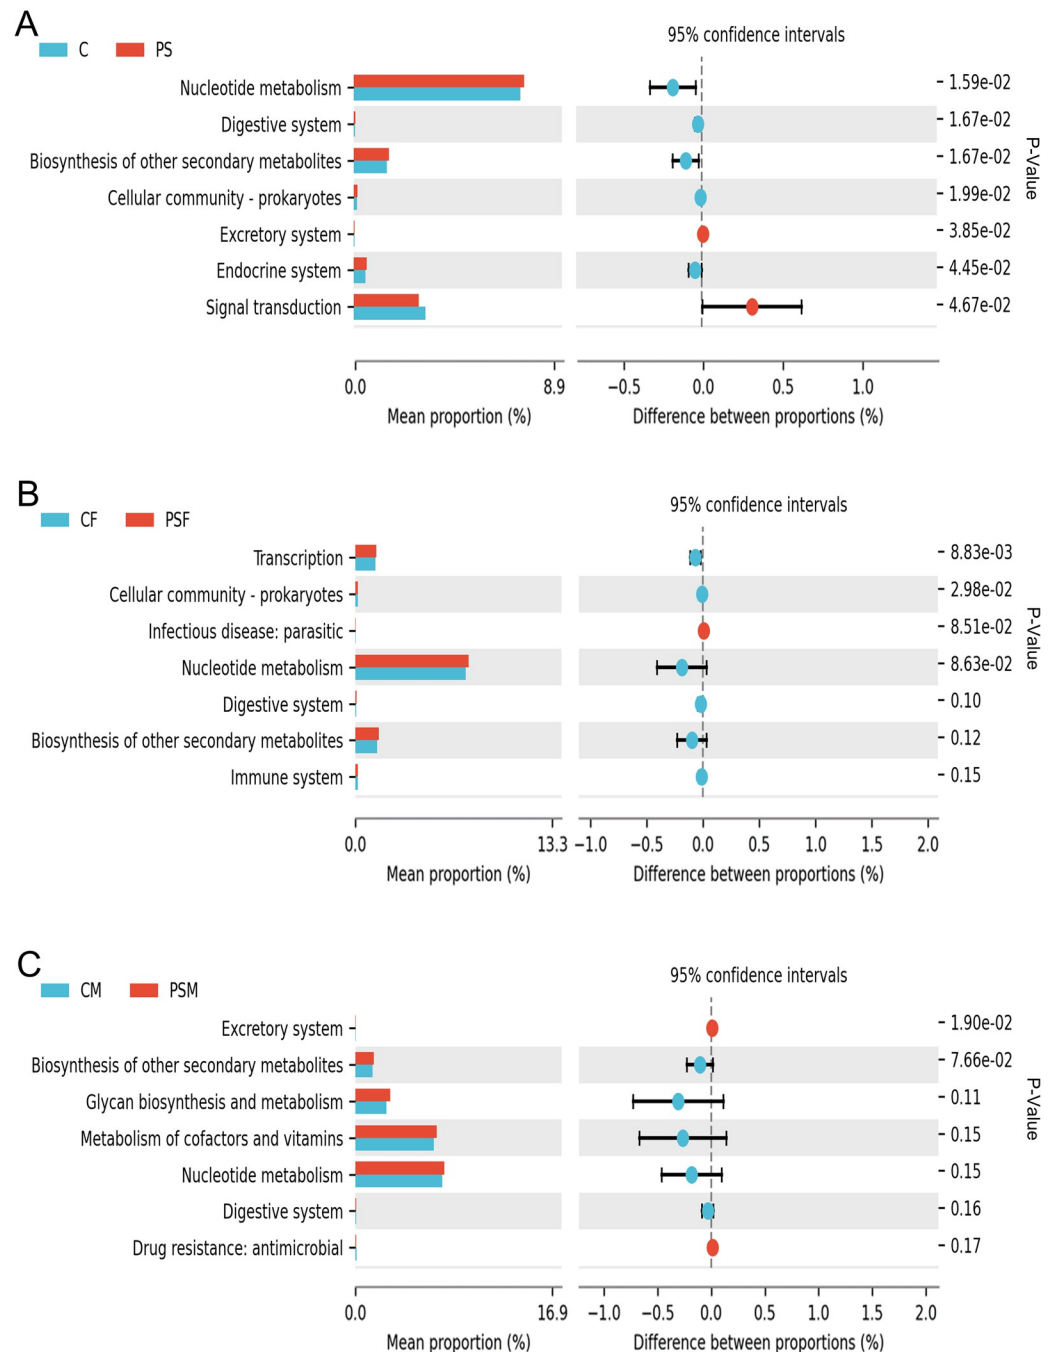 A
C PS
95% confidence intervals
Nucleotide metabolism 1.59e-02
Digestive system 1.67e-02
Biosynthesis of other secondary metabolites 1.67e-02
Cellular community - prokaryotes 1.99e-02
Excretory system 3.85e-02
Endocrine system 4.45e-02
Signal transduction 4.67e-02
P-Value
0.0 8.9 −0.5 0.0 0.5 1.0
Mean proportion (%) Difference between proportions (%)
B
CF PSF
95% confidence intervals
Transcription 8.83e-03
Cellular community - prokaryotes 2.98e-02
Infectious disease: parasitic 8.51e-02
Nucleotide metabolism 8.63e-02
Digestive system 0.10
Biosynthesis of other secondary metabolites 0.12
Immune system 0.15
P-Value
0.0 13.3 −1.0 −0.5 0.0 0.5 1.0 1.5 2.0
Mean proportion (%) Difference between proportions (%)
C
CM PSM
95% confidence intervals
Excretory system 1.90e-02
Biosynthesis of other secondary metabolites 7.66e-02
Glycan biosynthesis and metabolism 0.11
Metabolism of cofactors and vitamins 0.15
Nucleotide metabolism 0.15
Digestive system 0.16
Drug resistance: antimicrobial 0.17
P-Value
0.0 16.9 −1.0 −0.5 0.0 0.5 1.0 1.5 2.0
Mean proportion (%) Difference between proportions (%)